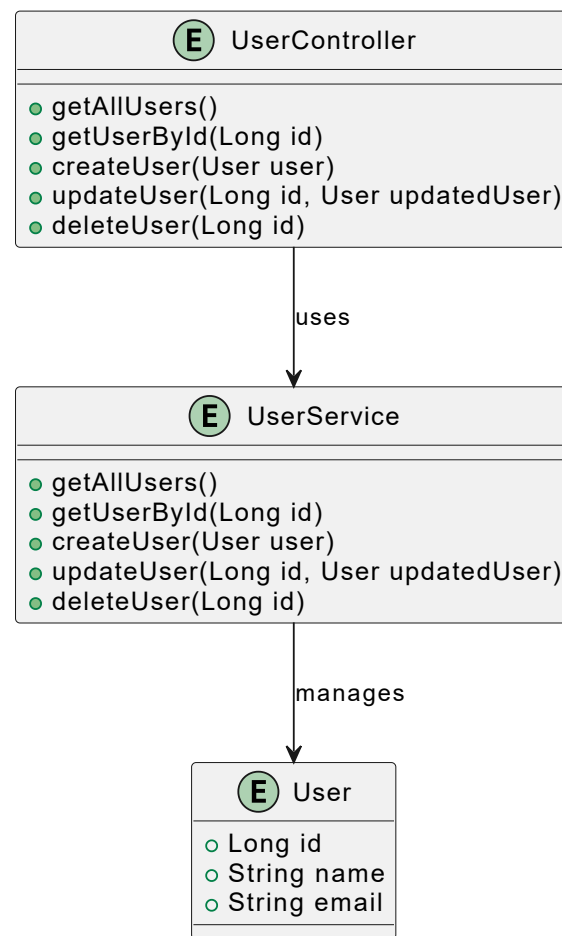 E UserController
getAllUsers()
getUserById(Long id)
createUser(User user)
updateUser(Long id, User updatedUser)
deleteUser(Long id)
uses
E UserService
getAllUsers()
getUserById(Long id)
createUser(User user)
updateUser(Long id, User updatedUser)
deleteUser(Long id)
manages
E User
Long id
String name
String email